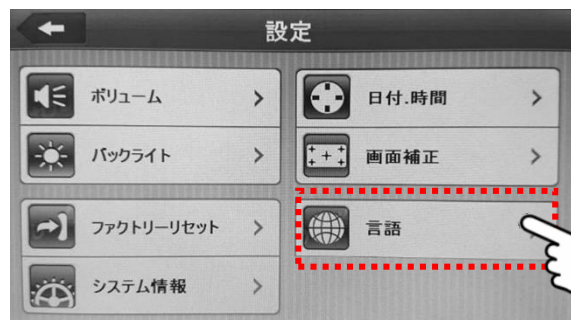 設定
ボリューム
日付.時間
バックライト
画面補正
ファクトリーリセット
言語
システム情報